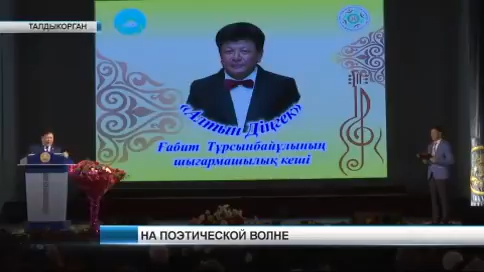 ТАЛДЫКОРГАН
«Алтын Діңгек»
Ғабит Тұрсынбайұлының
шығармашылық кеші
НА ПОЭТИЧЕСКОЙ ВОЛНЕ